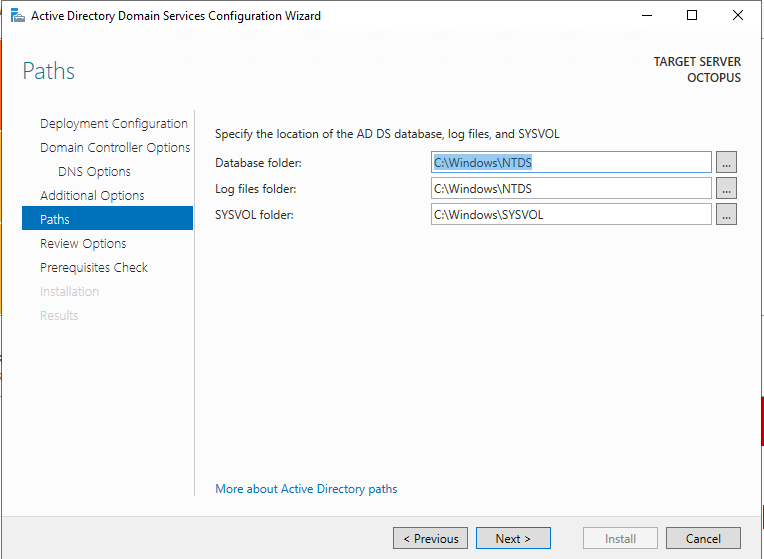 Active Directory Domain Services Configuration Wizard
Paths
TARGET SERVER
OCTOPUS
Deployment Configuration
Domain Controller Options
DNS Options
Additional Options
Paths
Review Options
Prerequisites Check
Installation
Results
Specify the location of the AD DS database, log files, and SYSVOL
Database folder: C:\Windows\NTDS ...
Log files folder: C:\Windows\NTDS ...
SYSVOL folder: C:\Windows\SYSVOL ...
More about Active Directory paths
< Previous Next > Install Cancel